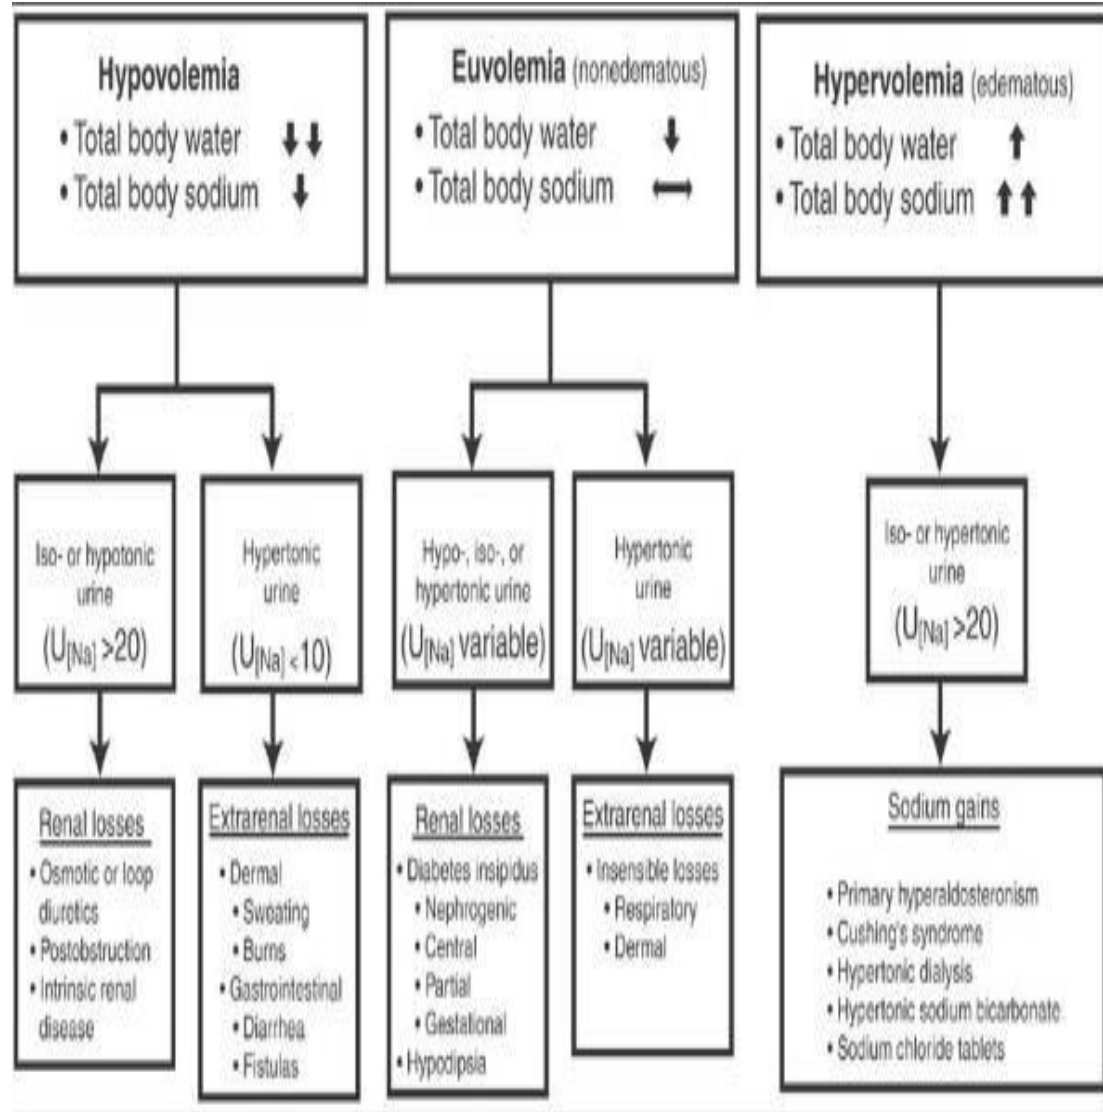 Hypovolemia
• Total body water
• Total body sodium
Euvolemia (nonedematous)
• Total body water
• Total body sodium
Hypervolemia (edematous)
• Total body water
• Total body sodium
Iso- or hypotonic
urine
(U[Na] >20)
Hypertonic
urine
(U[Na] <10)
Hypo-, iso-, or
hypertonic urine
(U[Na] variable)
Hypertonic
urine
(U[Na] variable)
Iso- or hypertonic
urine
(U[Na] >20)
Renal losses
• Osmotic or loop
diuretics
• Postobstruction
• Intrinsic renal
disease
Extrarenal losses
• Dermal
• Sweating
• Burns
• Gastrointestinal
• Diarrhea
• Fistulas
Renal losses
• Diabetes insipidus
• Nephrogenic
• Central
• Partial
• Gestational
• Hypodipsia
Extrarenal losses
• Insensible losses
• Respiratory
• Dermal
Sodium gains
• Primary hyperaldosteronism
• Cushing's syndrome
• Hypertonic dialysis
• Hypertonic sodium bicarbonate
• Sodium chloride tablets